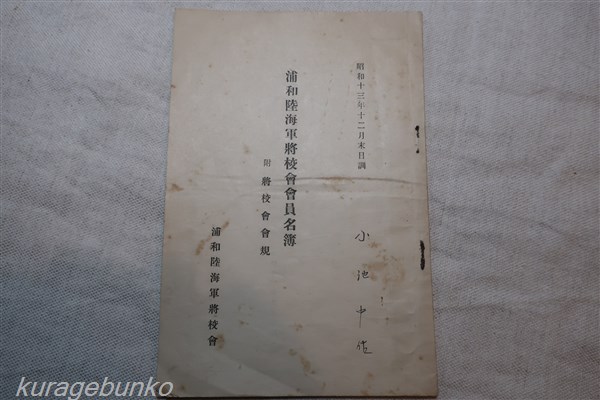 昭和十三年十二月末日調
小池中佐
浦和陸海軍將校會會員名簿
附 將校會會規
浦和陸海軍將校會
kuragebunko